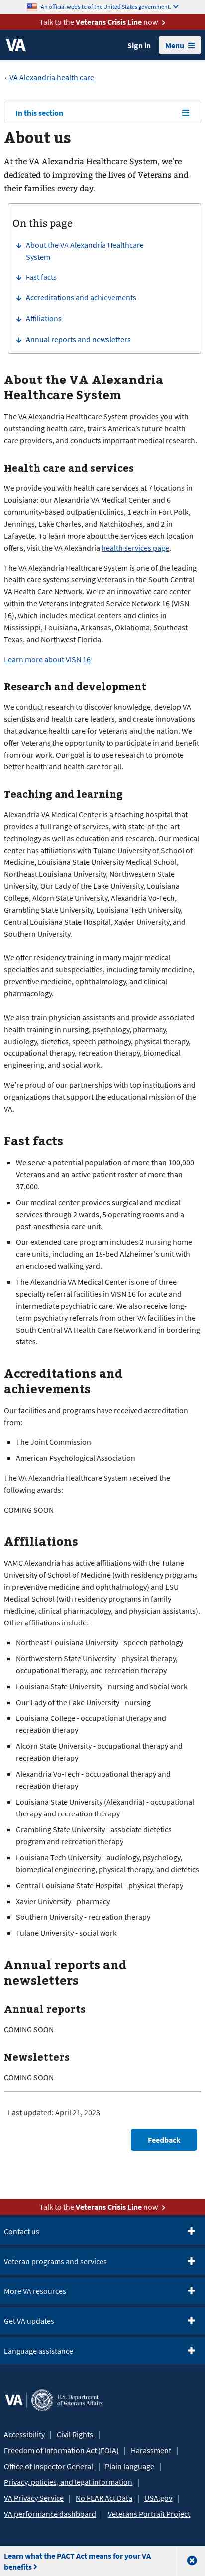 An official website of the United States government.
Talk to the Veterans Crisis Line now
VA
Sign in
Menu
VA Alexandria health care
In this section
About us
At the VA Alexandria Healthcare System, we're
dedicated to improving the lives of Veterans and
their families every day.
On this page
About the VA Alexandria Healthcare
System
Fast facts
Accreditations and achievements
Affiliations
Annual reports and newsletters
About the VA Alexandria
Healthcare System
The VA Alexandria Healthcare System provides you with
outstanding health care, trains America's future health
care providers, and conducts important medical research.
Health care and services
We provide you with health care services at 7 locations in
Louisiana: our Alexandria VA Medical Center and 6
community-based outpatient clinics, 1 each in Fort Polk,
Jennings, Lake Charles, and Natchitoches, and 2 in
Lafayette. To learn more about the services each location
offers, visit the VA Alexandria health services page.
The VA Alexandria Healthcare System is one of the leading
health care systems serving Veterans in the South Central
VA Health Care Network. We're an innovative care center
within the Veterans Integrated Service Network 16 (VISN
16), which includes medical centers and clinics in
Mississippi, Louisiana, Arkansas, Oklahoma, Southeast
Texas, and Northwest Florida.
Learn more about VISN 16
Research and development
We conduct research to discover knowledge, develop VA
scientists and health care leaders, and create innovations
that advance health care for Veterans and the nation. We
offer Veterans the opportunity to participate in and benefit
from our work. Our goal is to use research to promote
better health and health care for all.
Teaching and learning
Alexandria VA Medical Center is a teaching hospital that
provides a full range of services, with state-of-the-art
technology as well as education and research. Our medical
center has affiliations with Tulane University of School of
Medicine, Louisiana State University Medical School,
Northeast Louisiana University, Northwestern State
University, Our Lady of the Lake University, Louisiana
College, Alcorn State University, Alexandria Vo-Tech,
Grambling State University, Louisiana Tech University,
Central Louisiana State Hospital, Xavier University, and
Southern University.
We offer residency training in many major medical
specialties and subspecialties, including family medicine,
preventive medicine, ophthalmology, and clinical
pharmacology.
We also train physician assistants and provide associated
health training in nursing, psychology, pharmacy,
audiology, dietetics, speech pathology, physical therapy,
occupational therapy, recreation therapy, biomedical
engineering, and social work.
We're proud of our partnerships with top institutions and
organizations that support the educational mission of the
VA.
Fast facts
We serve a potential population of more than 100,000
Veterans and an active patient roster of more than
37,000.
Our medical center provides surgical and medical
services through 2 wards, 5 operating rooms and a
post-anesthesia care unit.
Our extended care program includes 2 nursing home
care units, including an 18-bed Alzheimer's unit with
an enclosed walking yard.
The Alexandria VA Medical Center is one of three
specialty referral facilities in VISN 16 for acute and
intermediate psychiatric care. We also receive long-
term psychiatry referrals from other VA facilities in the
South Central VA Health Care Network and in bordering
states.
Accreditations and
achievements
Our facilities and programs have received accreditation
from:
The Joint Commission
American Psychological Association
The VA Alexandria Healthcare System received the
following awards:
COMING SOON
Affiliations
VAMC Alexandria has active affiliations with the Tulane
University of School of Medicine (with residency programs
in preventive medicine and ophthalmology) and LSU
Medical School (with residency programs in family
medicine, clinical pharmacology, and physician assistants).
Other affiliations include:
Northeast Louisiana University - speech pathology
Northwestern State University - physical therapy,
occupational therapy, and recreation therapy
Louisiana State University - nursing and social work
Our Lady of the Lake University - nursing
Louisiana College - occupational therapy and
recreation therapy
Alcorn State University - occupational therapy and
recreation therapy
Alexandria Vo-Tech - occupational therapy and
recreation therapy
Louisiana State University (Alexandria) - occupational
therapy and recreation therapy
Grambling State University - associate dietetics
program and recreation therapy
Louisiana Tech University - audiology, psychology,
biomedical engineering, physical therapy, and dietetics
Central Louisiana State Hospital - physical therapy
Xavier University - pharmacy
Southern University - recreation therapy
Tulane University - social work
Annual reports and
newsletters
Annual reports
COMING SOON
Newsletters
COMING SOON
Last updated: April 21, 2023
Feedback
Talk to the Veterans Crisis Line now
Contact us
Veteran programs and services
More VA resources
Get VA updates
Language assistance
VA U.S. Department of Veterans Affairs
Accessibility | Civil Rights |
Freedom of Information Act (FOIA) | Harassment |
Office of Inspector General | Plain language |
Privacy, policies, and legal information |
VA Privacy Service | No FEAR Act Data | USA.gov |
VA performance dashboard | Veterans Portrait Project
Learn what the PACT Act means for your VA
benefits